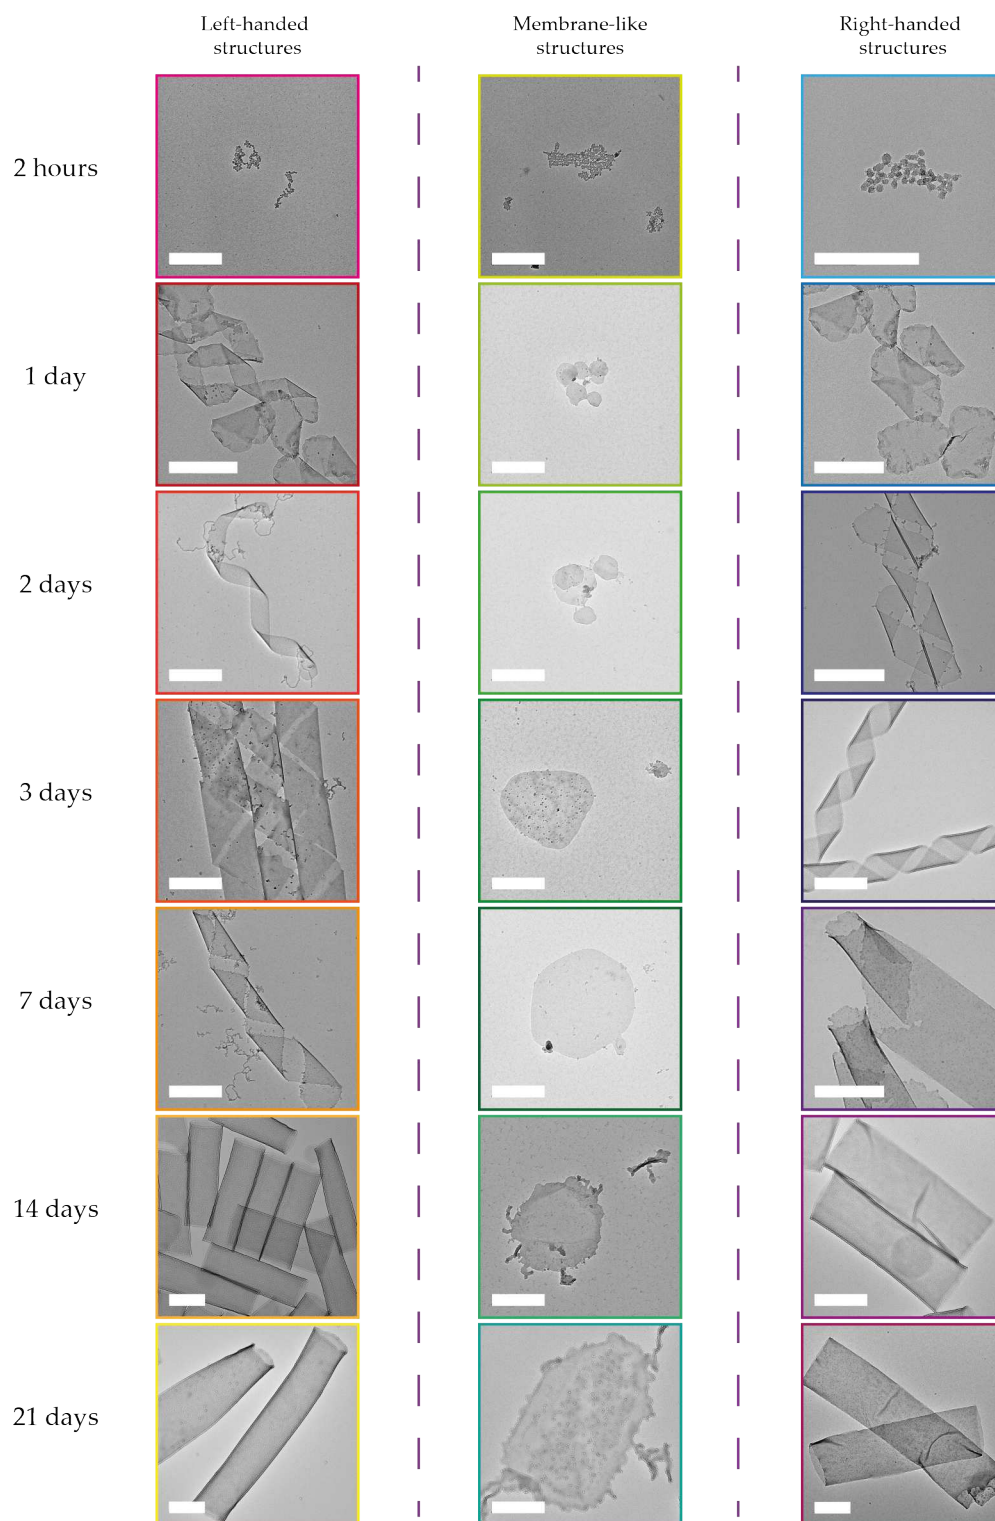 Left-handed
structures
Membrane-like
structures
Right-handed
structures
2 hours
1 day
2 days
3 days
7 days
14 days
21 days